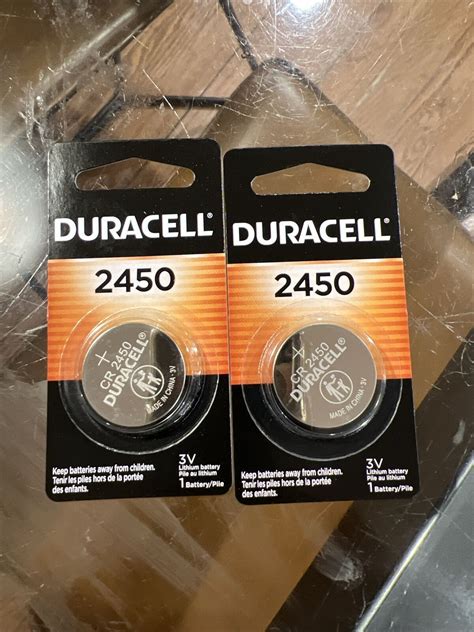 DURACELL®
2450
+
CR 2450
DURACELL®
MADE IN CHINA · 3V
Keep batteries away from children.
Tenir les piles hors de la portée
des enfants.
3V
Lithium battery
Pile au lithium
1 Battery/Pile
DURACELL®
2450
+
CR 2450
DURACELL®
MADE IN CHINA · 3V
Keep batteries away from children.
Tenir les piles hors de la portée
des enfants.
3V
Lithium battery
Pile au lithium
1 Battery/Pile